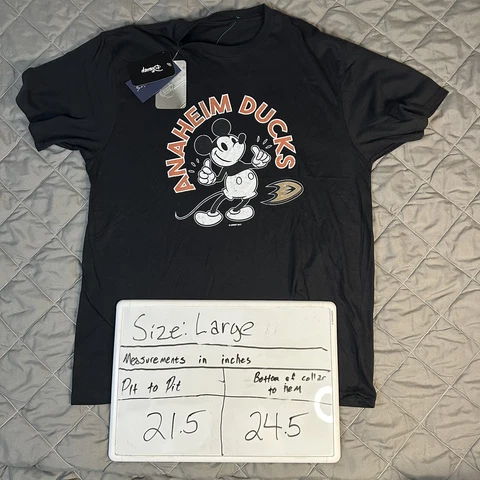 Disney
ANAHEIM DUCKS
Size: Large
Measurements in inches
Pit to Pit
Bottom of collar
to hem
21.5
24.5